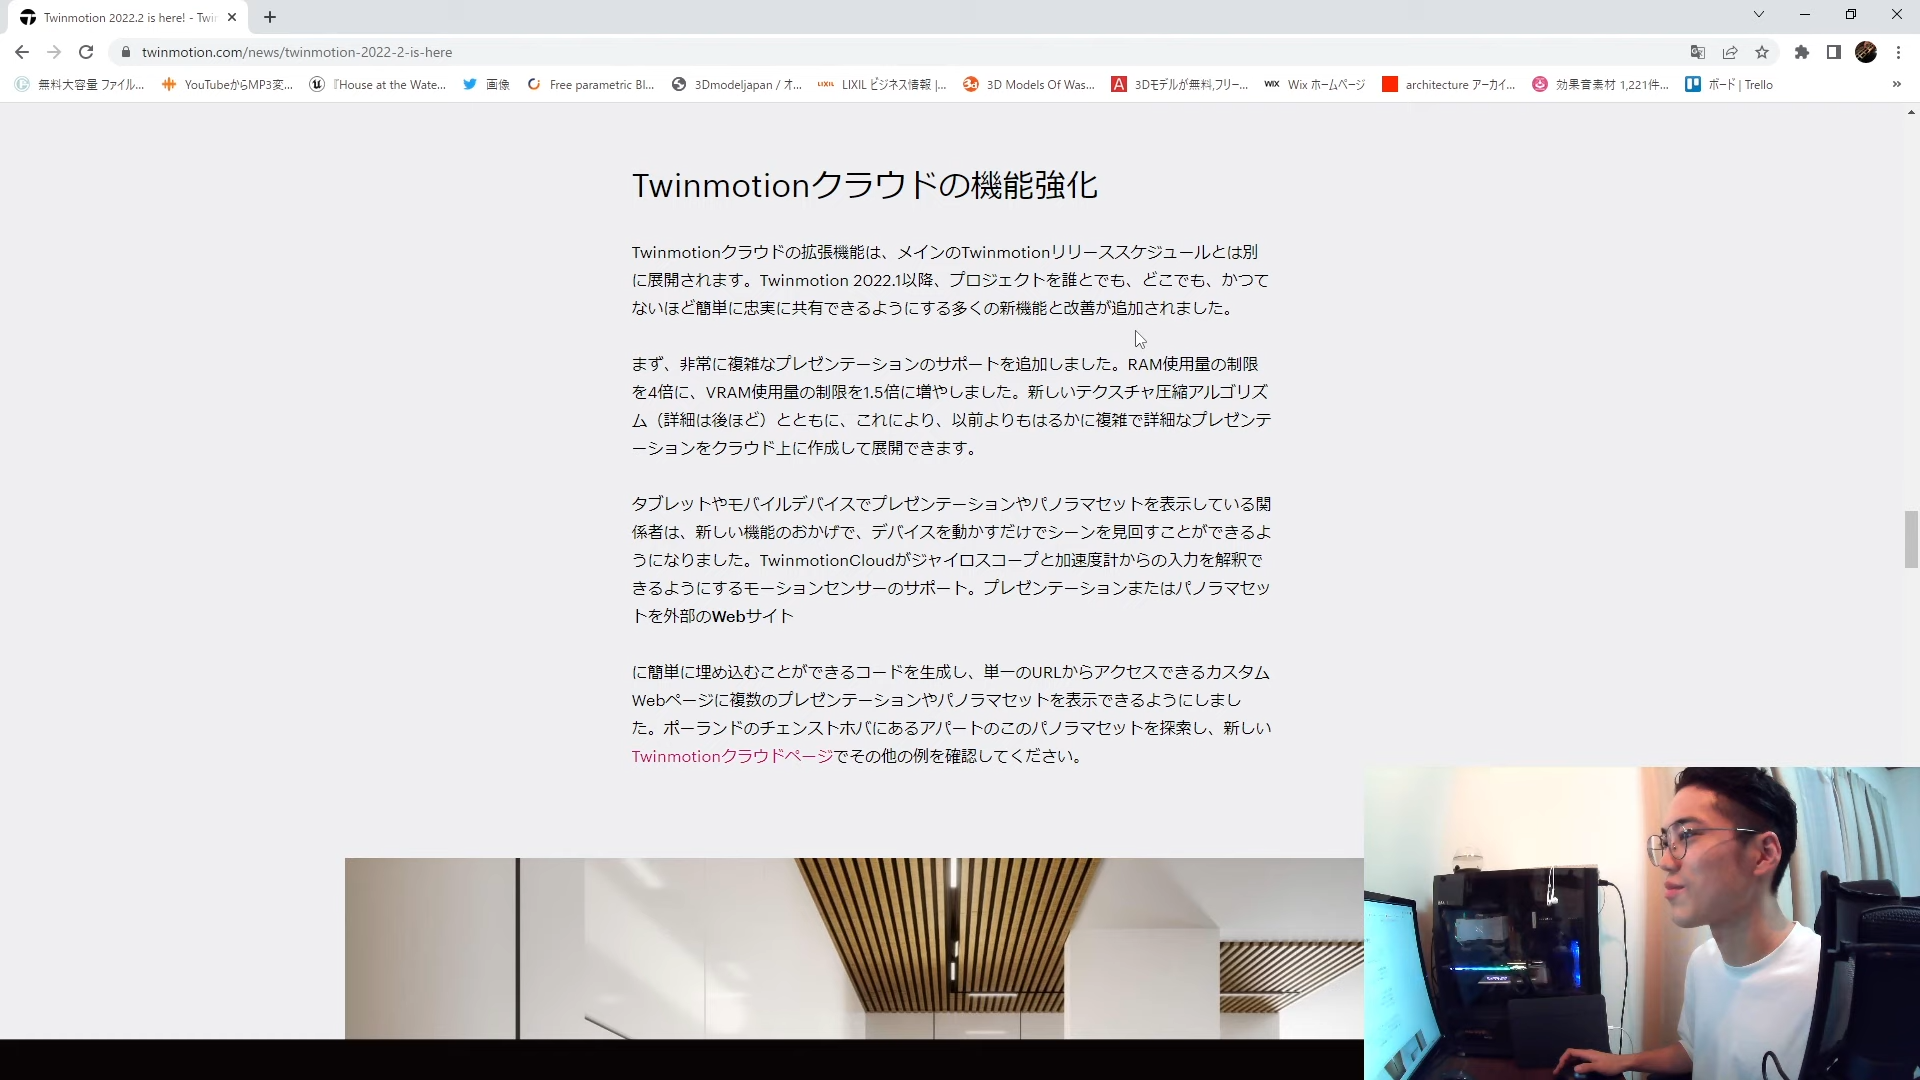 Twinmotion 2022.2 is here! - Twin
twinmotion.com/news/twinmotion-2022-2-is-here
無料大容量 ファイル...
YouTubeからMP3変...
『House at the Wate...
画像
Free parametric Bl...
3Dmodeljapan / オ...
LIXIL
LIXIL ビジネス情報 |...
3D Models Of Was...
3Dモデルが無料,フリー...
WIX
Wix ホームページ
architecture アーカイ...
効果音素材 1,221件...
ボード | Trello
Twinmotionクラウドの機能強化
Twinmotionクラウドの拡張機能は、メインのTwinmotionリリーススケジュールとは別
に展開されます。Twinmotion 2022.1以降、プロジェクトを誰とでも、どこでも、かつて
ないほど簡単に忠実に共有できるようにする多くの新機能と改善が追加されました。
まず、非常に複雑なプレゼンテーションのサポートを追加しました。RAM使用量の制限
を4倍に、VRAM使用量の制限を1.5倍に増やしました。新しいテクスチャ圧縮アルゴリズ
ム（詳細は後ほど）とともに、これにより、以前よりもはるかに複雑で詳細なプレゼンテ
ーションをクラウド上に作成して展開できます。
タブレットやモバイルデバイスでプレゼンテーションやパノラマセットを表示している関
係者は、新しい機能のおかげで、デバイスを動かすだけでシーンを見回すことができるよ
うになりました。TwinmotionCloudがジャイロスコープと加速度計からの入力を解釈で
きるようにするモーションセンサーのサポート。プレゼンテーションまたはパノラマセッ
トを外部のWebサイト
に簡単に埋め込むことができるコードを生成し、単一のURLからアクセスできるカスタム
Webページに複数のプレゼンテーションやパノラマセットを表示できるようにしまし
た。ポーランドのチェンストホバにあるアパートのこのパノラマセットを探索し、新しい
Twinmotionクラウドページでその他の例を確認してください。